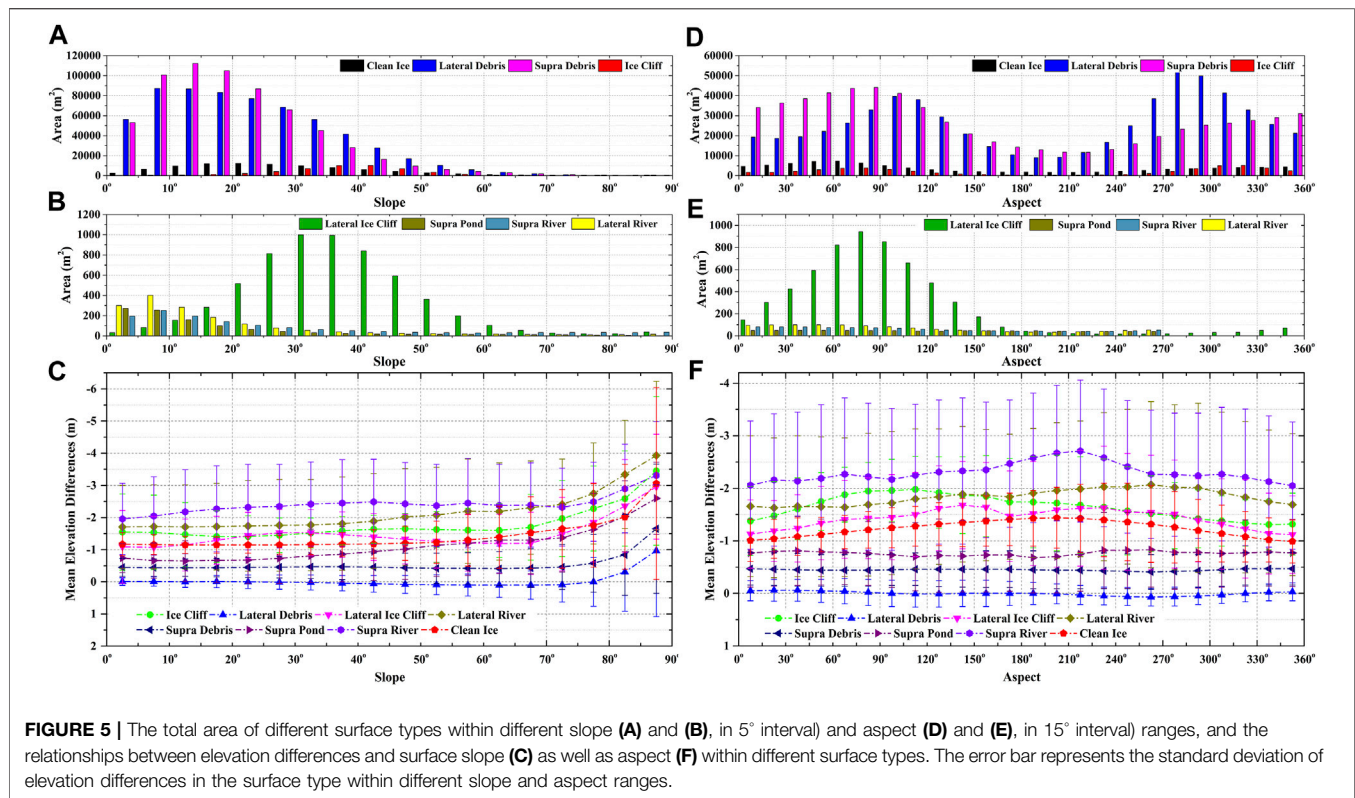 A
Clean Ice Lateral Debris Supra Debris Ice Cliff
Area (m²)
120000
100000
80000
60000
40000
20000
0
0° 10° 20° 30° 40° 50° 60° 70° 80° 90°
Slope
B
Lateral Ice Cliff Supra Pond Supra River Lateral River
Area (m²)
1200
1000
800
600
400
200
0
0° 10° 20° 30° 40° 50° 60° 70° 80° 90°
Slope
C
Mean Elevation Differences (m)
-6
-5
-4
-3
-2
-1
0
1
2
Ice Cliff Lateral Debris Lateral Ice Cliff Lateral River
Supra Debris Supra Pond Supra River Clean Ice
0° 10° 20° 30° 40° 50° 60° 70° 80° 90°
Slope
D
Clean Ice Lateral Debris Supra Debris Ice Cliff
Area (m²)
60000
50000
40000
30000
20000
10000
0
0° 30° 60° 90° 120° 150° 180° 210° 240° 270° 300° 330° 360°
Aspect
E
Lateral Ice Cliff Supra Pond Supra River Lateral River
Area (m²)
1000
800
600
400
200
0
0° 30° 60° 90° 120° 150° 180° 210° 240° 270° 300° 330° 360°
Aspect
F
Mean Elevation Differences (m)
-4
-3
-2
-1
0
1
Ice Cliff Lateral Debris Lateral Ice Cliff Lateral River
Supra Debris Supra Pond Supra River Clean Ice
0° 30° 60° 90° 120° 150° 180° 210° 240° 270° 300° 330° 360°
Aspect
FIGURE 5 | The total area of different surface types within different slope (A) and (B), in 5° interval) and aspect (D) and (E), in 15° interval) ranges, and the
relationships between elevation differences and surface slope (C) as well as aspect (F) within different surface types. The error bar represents the standard deviation of
elevation differences in the surface type within different slope and aspect ranges.